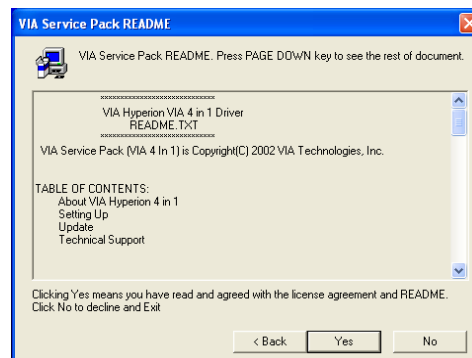 VIA Service Pack README
VIA Service Pack README. Press PAGE DOWN key to see the rest of document.
xxxxxxxxxxxxxxxxxxxxxxxxxxx
VIA Hyperion VIA 4 in 1 Driver
README.TXT
xxxxxxxxxxxxxxxxxxxxxxxxxxx
VIA Service Pack (VIA 4 In 1) is Copyright(C) 2002 VIA Technologies, Inc.
TABLE OF CONTENTS:
About VIA Hyperion 4 in 1
Setting Up
Update
Technical Support
Clicking Yes means you have read and agreed with the license agreement and README.
Click No to decline and Exit
< Back Yes No